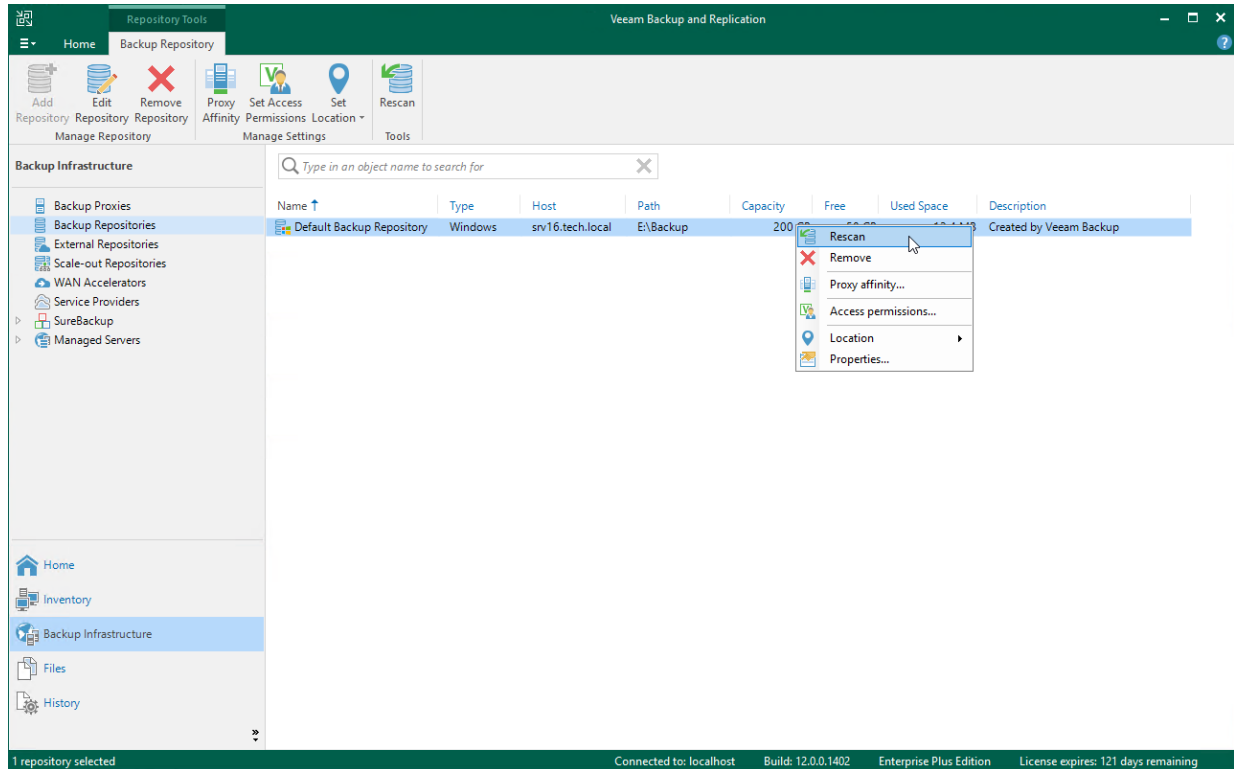 Repository Tools
Veeam Backup and Replication
Home
Backup Repository
Add Repository
Edit Repository
Remove Repository
Proxy Affinity
Set Access Permissions
Set Location
Rescan
Manage Repository
Manage Settings
Tools
Backup Infrastructure
Type in an object name to search for
Backup Proxies
Backup Repositories
External Repositories
Scale-out Repositories
WAN Accelerators
Service Providers
SureBackup
Managed Servers
Name Type Host Path Capacity Free Used Space Description
Default Backup Repository Windows srv16.tech.local E:\Backup 200 Created by Veeam Backup
Rescan
Remove
Proxy affinity...
Access permissions...
Location
Properties...
Home
Inventory
Backup Infrastructure
Files
History
1 repository selected
Connected to: localhost
Build: 12.0.0.1402
Enterprise Plus Edition
License expires: 121 days remaining